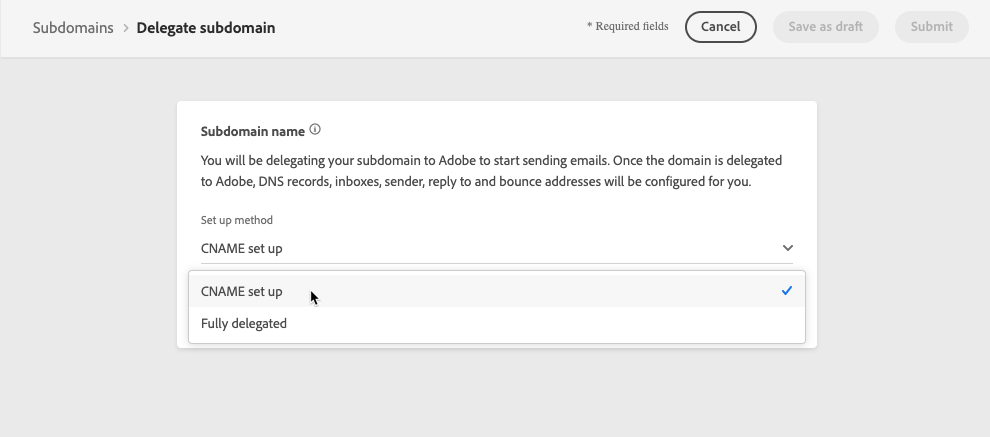 Subdomains > Delegate subdomain
* Required fields
Cancel
Save as draft
Submit
Subdomain name
You will be delegating your subdomain to Adobe to start sending emails. Once the domain is delegated
to Adobe, DNS records, inboxes, sender, reply to and bounce addresses will be configured for you.
Set up method
CNAME set up
CNAME set up
Fully delegated